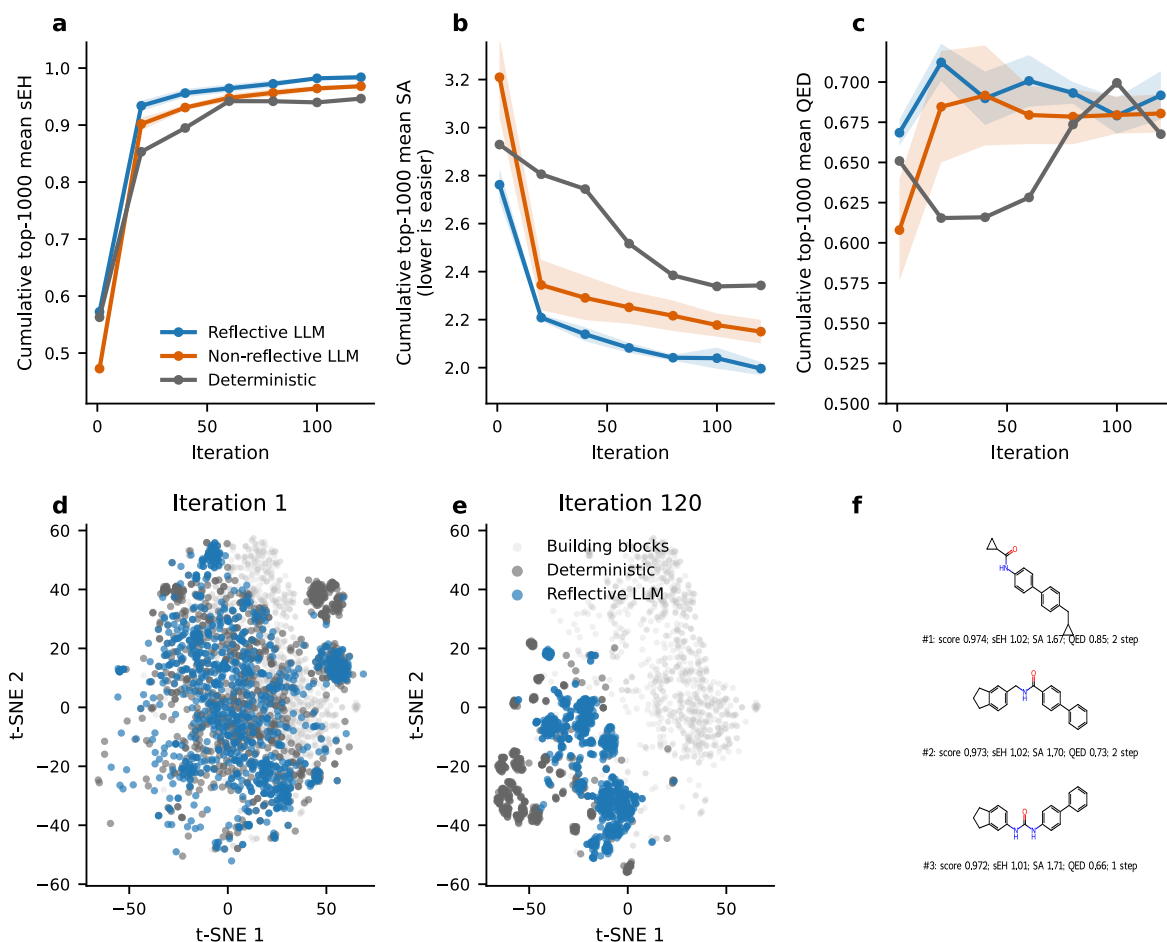 a
Cumulative top-1000 mean sEH
1.0
0.9
0.8
0.7
0.6
0.5
0
50
100
Iteration
Reflective LLM
Non-reflective LLM
Deterministic
b
Cumulative top-1000 mean SA
(lower is easier)
3.2
3.0
2.8
2.6
2.4
2.2
2.0
0
50
100
Iteration
c
Cumulative top-1000 mean QED
0.700
0.675
0.650
0.625
0.600
0.575
0.550
0.525
0.500
0
50
100
Iteration
d
Iteration 1
t-SNE 2
60
40
20
0
−20
−40
−60
−50
0
50
t-SNE 1
e
Iteration 120
Building blocks
Deterministic
Reflective LLM
t-SNE 2
60
40
20
0
−20
−40
−60
−50
0
50
t-SNE 1
f
O
HN
#1: score 0.974; sEH 1.02; SA 1.67; QED 0.85; 2 step
O
N
H
#2: score 0.973; sEH 1.02; SA 1.70; QED 0.73; 2 step
O
N
H
N
H
#3: score 0.972; sEH 1.01; SA 1.71; QED 0.66; 1 step